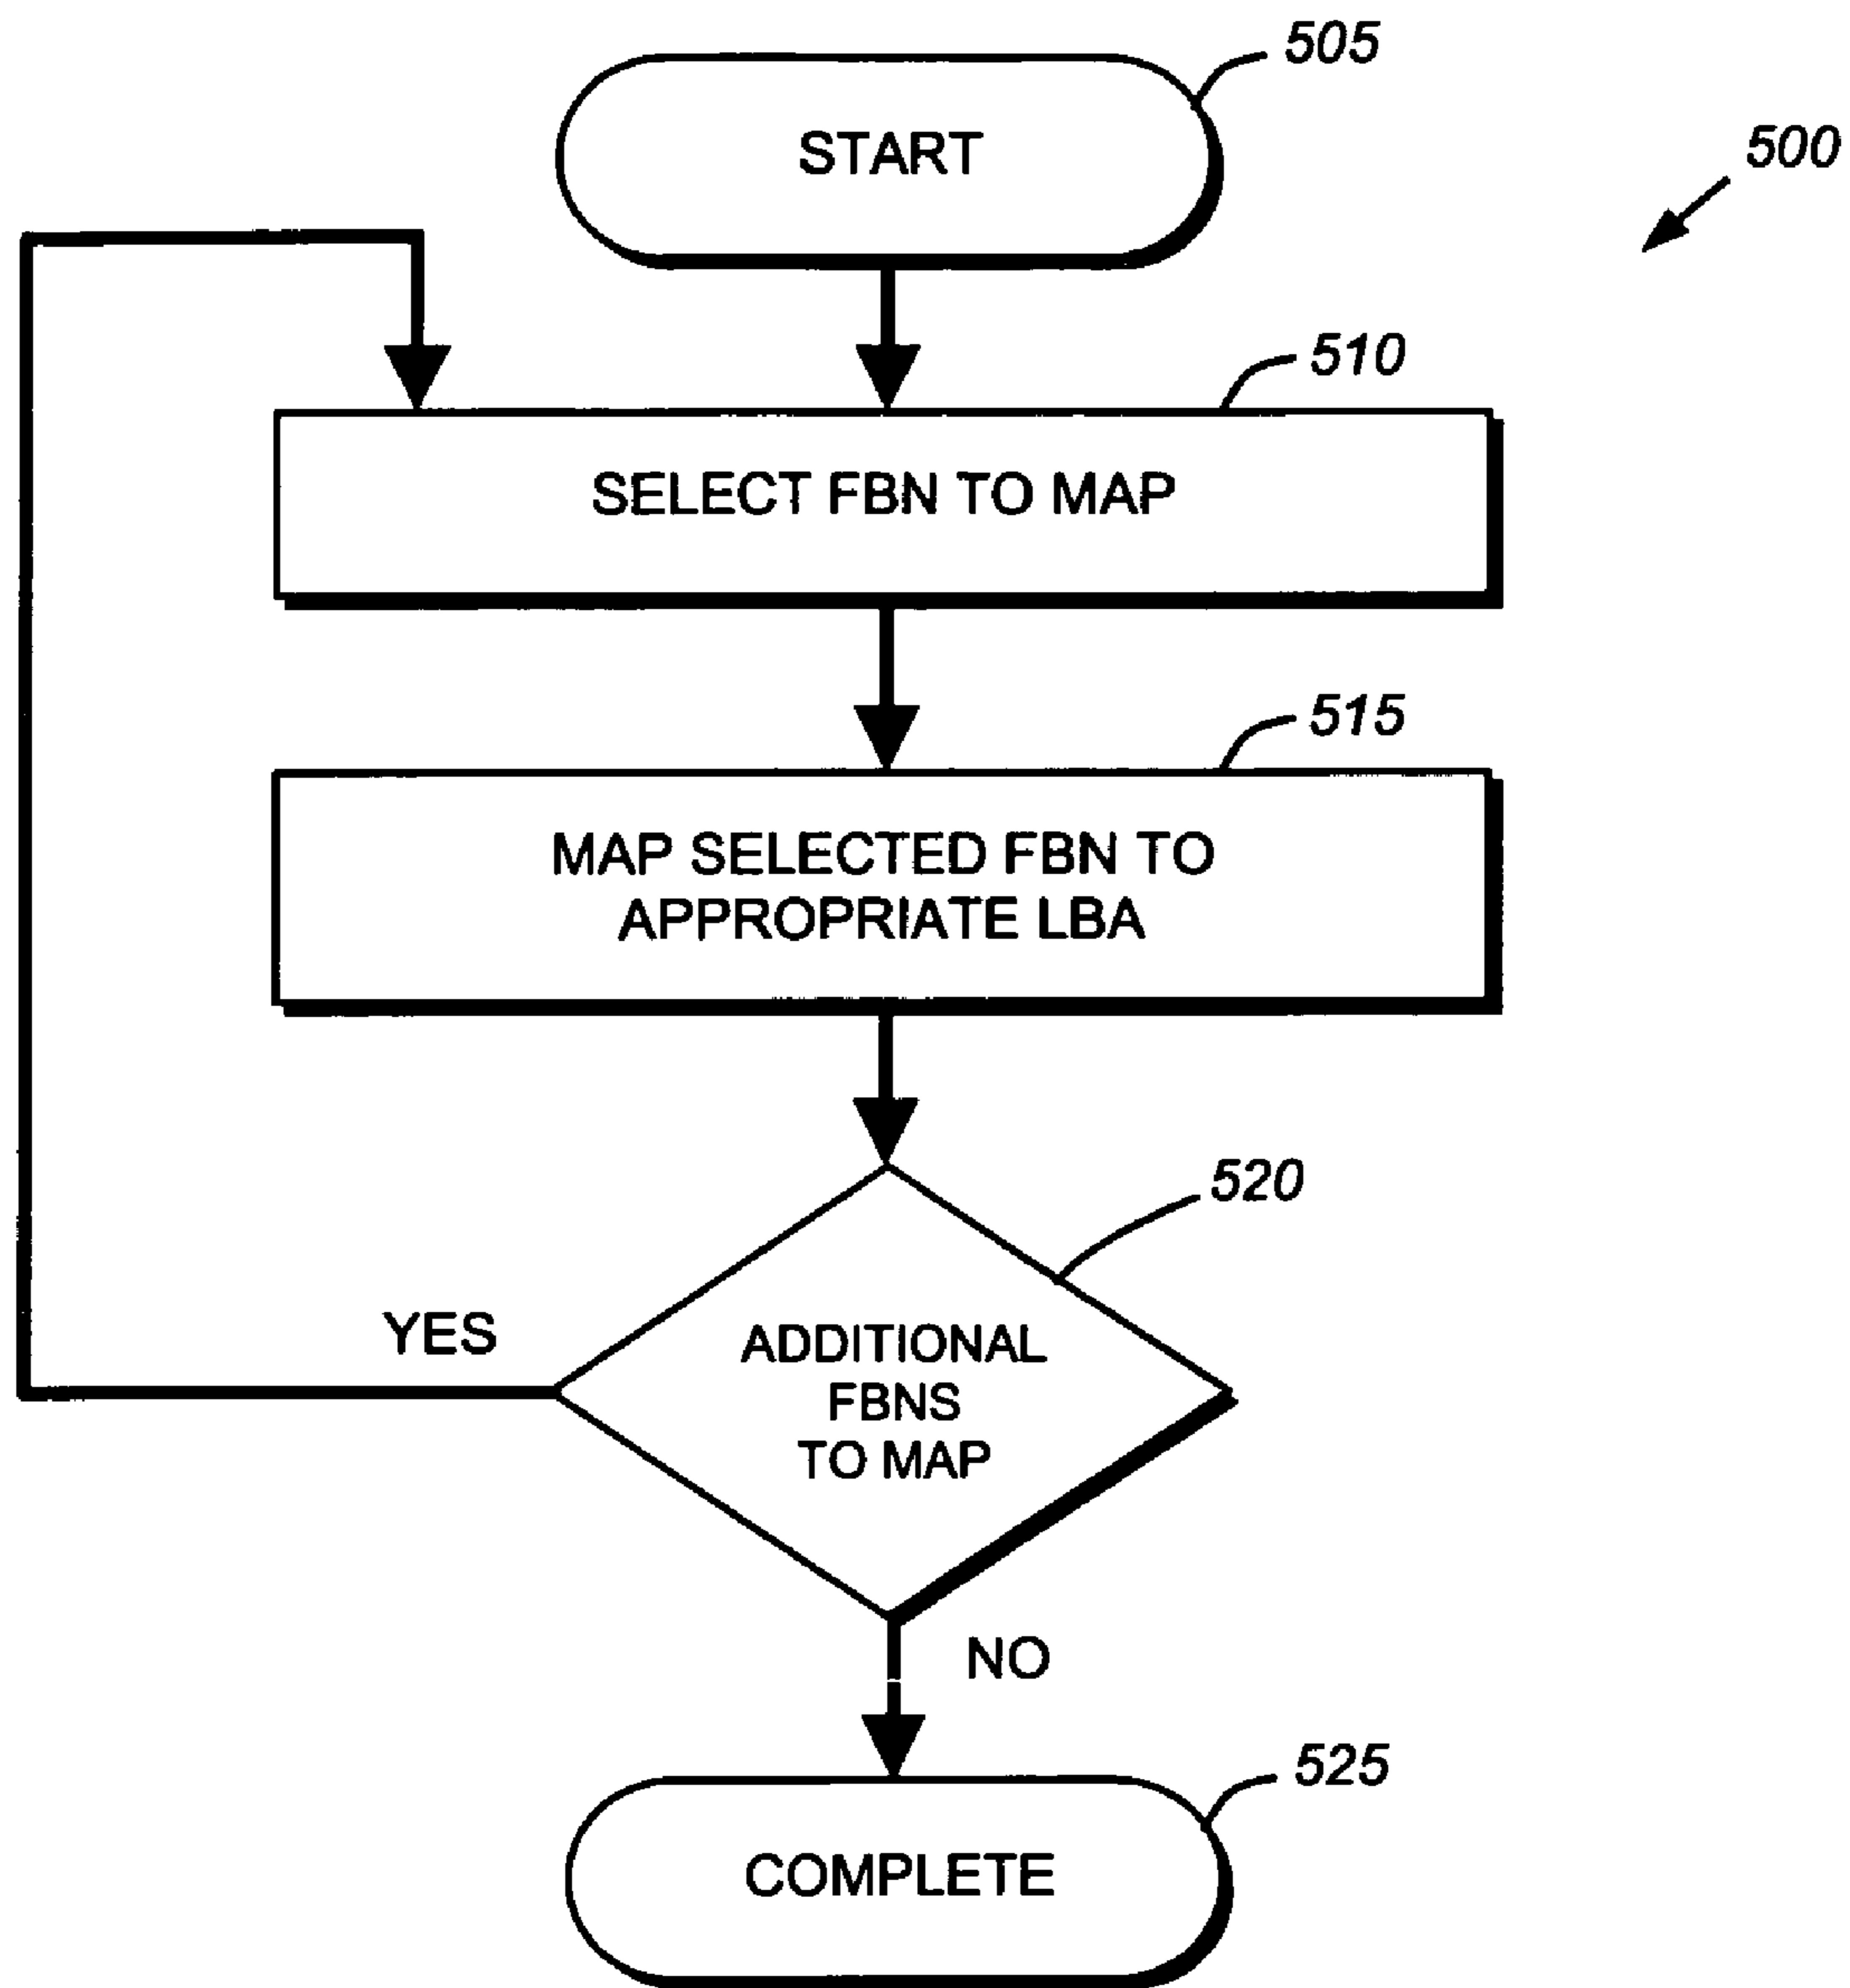 505
START
500
510
SELECT FBN TO MAP
515
MAP SELECTED FBN TO
APPROPRIATE LBA
520
YES
ADDITIONAL
FBNS
TO MAP
NO
525
COMPLETE